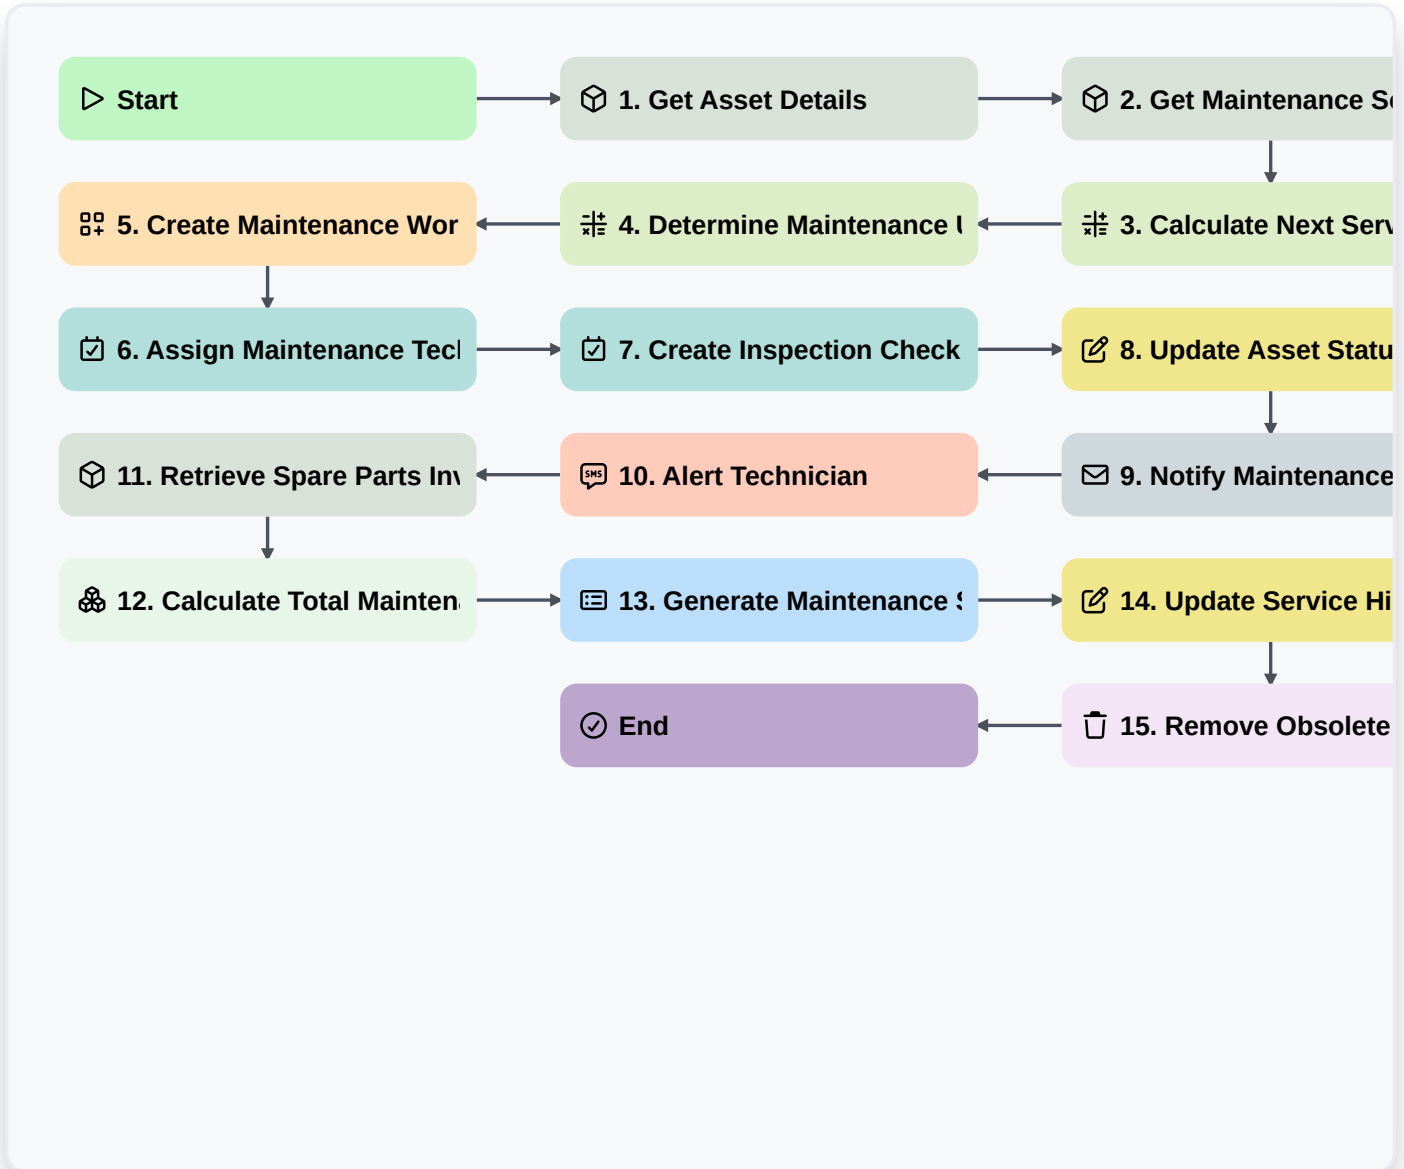 Start
1. Get Asset Details
2. Get Maintenance
3. Calculate Next Serv
4. Determine Maintenance
5. Create Maintenance Wor
6. Assign Maintenance Tec
7. Create Inspection Check
8. Update Asset Statu
9. Notify Maintenance
SMS
10. Alert Technician
11. Retrieve Spare Parts Inv
12. Calculate Total Mainten
13. Generate Maintenance
14. Update Service Hi
15. Remove Obsolete
End